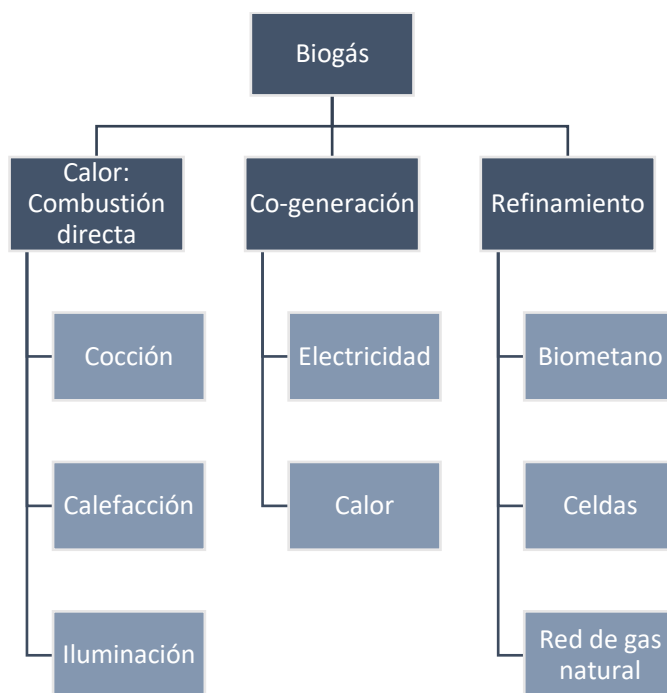 Biogás
Calor:
Combustión
directa
Co-generación
Refinamiento
Cocción
Electricidad
Biometano
Calefacción
Calor
Celdas
Iluminación
Red de gas
natural